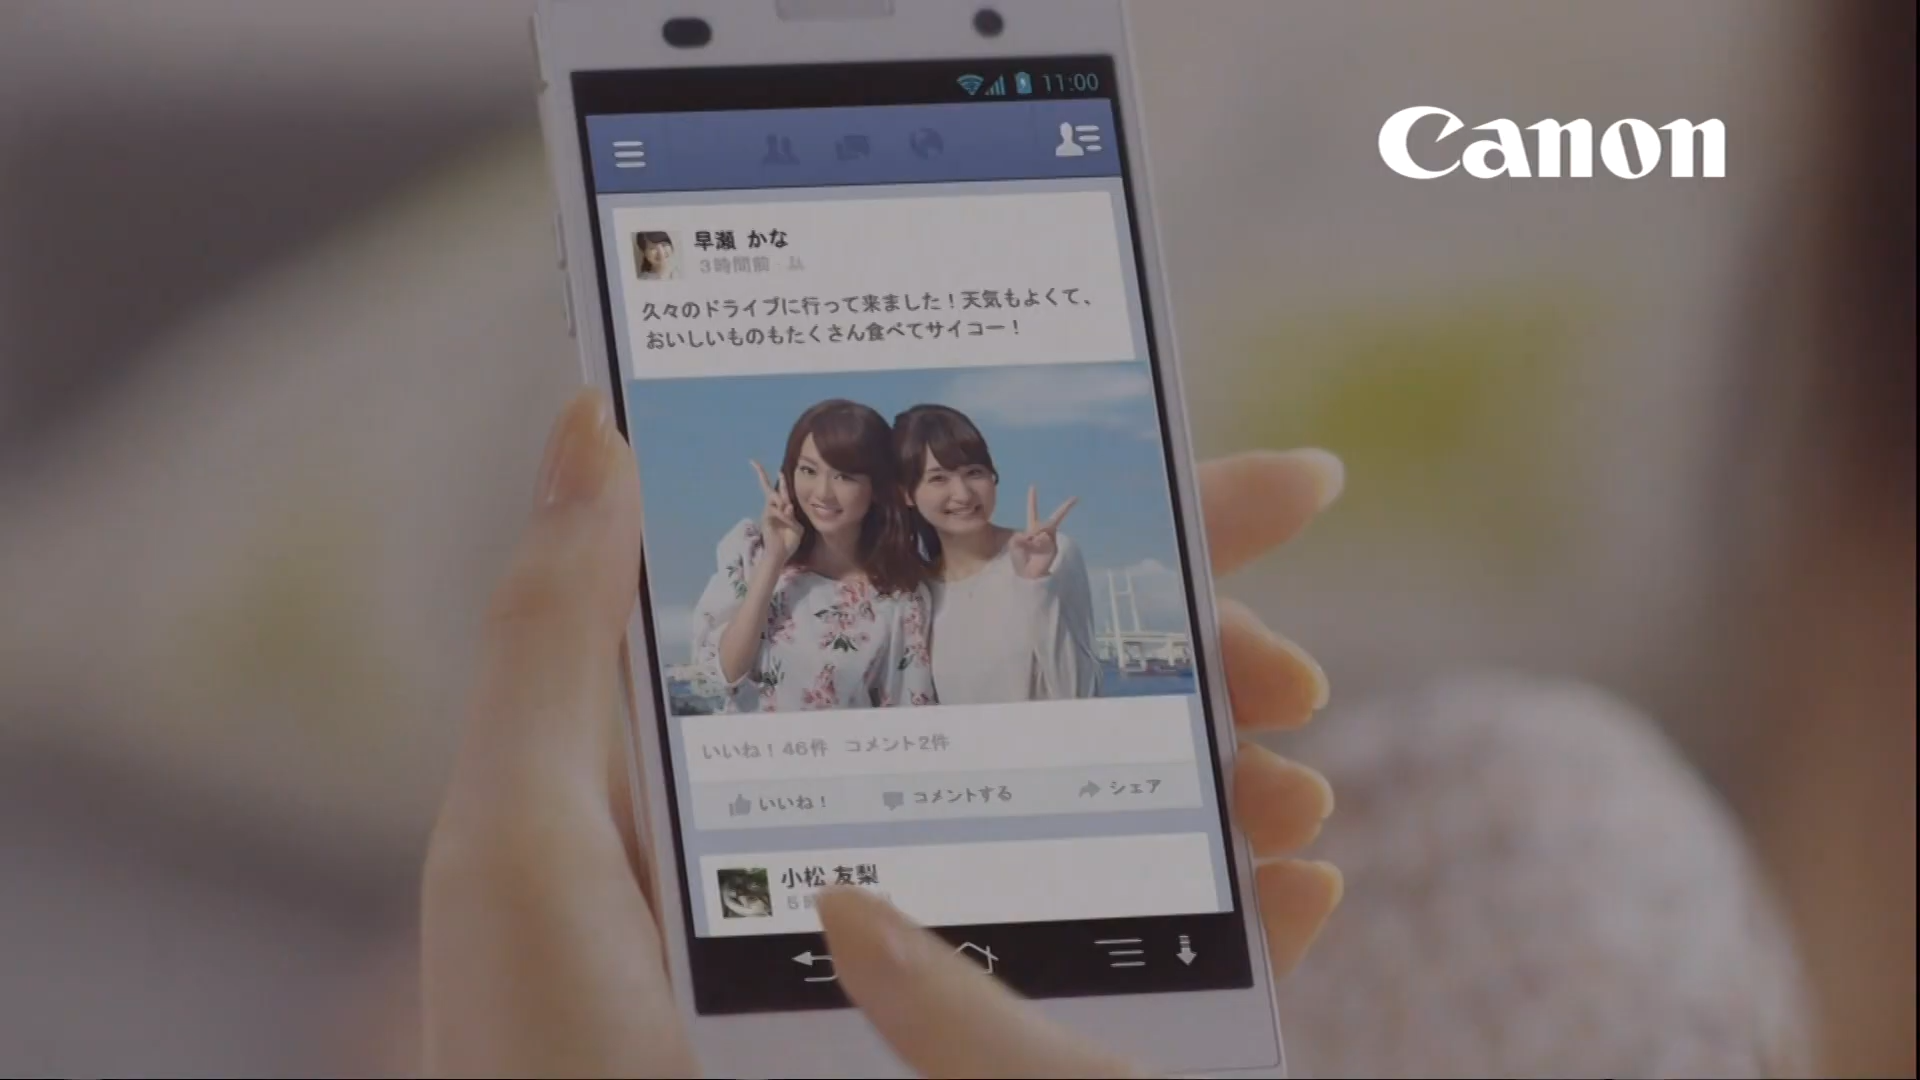 11:00
Canon
早瀬 かな
3時間前
久々のドライブに行って来ました！天気もよくて、
おいしいものもたくさん食べてサイコー！
いいね！46件 コメント2件
いいね！ コメントする シェア
小松 友梨
5